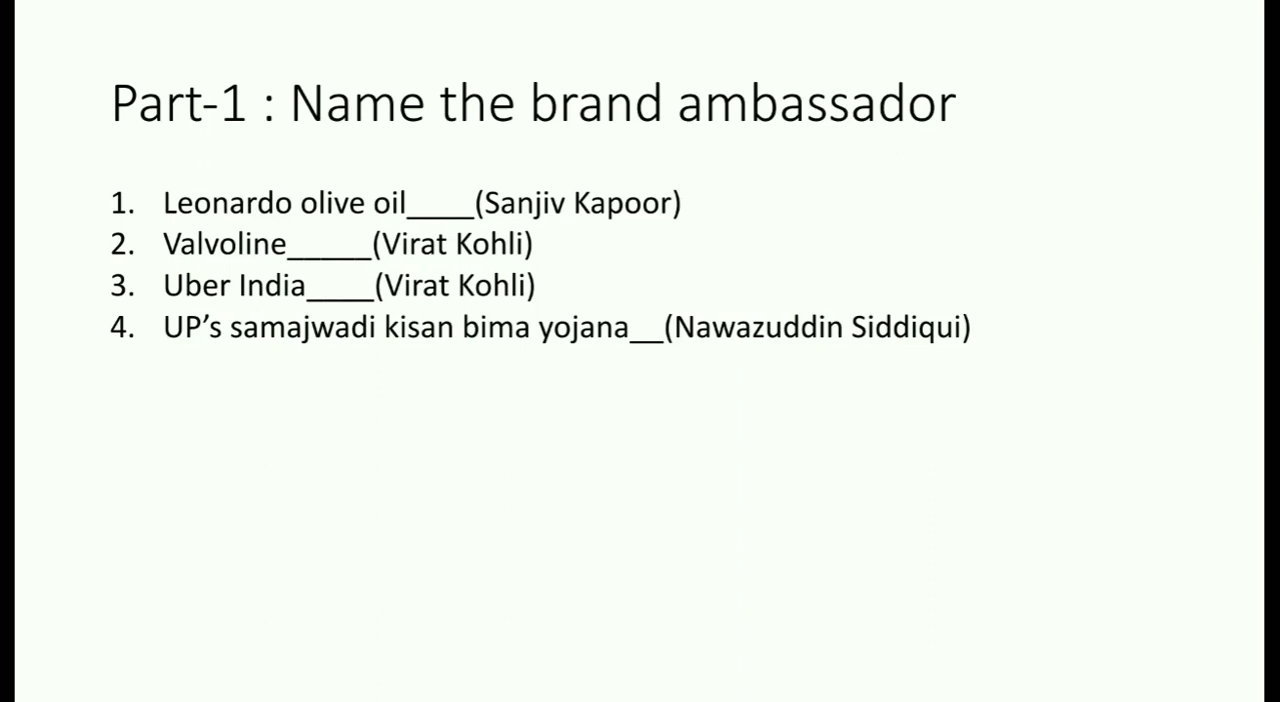 Part-1 : Name the brand ambassador
1. Leonardo olive oil____(Sanjiv Kapoor)
2. Valvoline_____(Virat Kohli)
3. Uber India____(Virat Kohli)
4. UP’s samajwadi kisan bima yojana__(Nawazuddin Siddiqui)